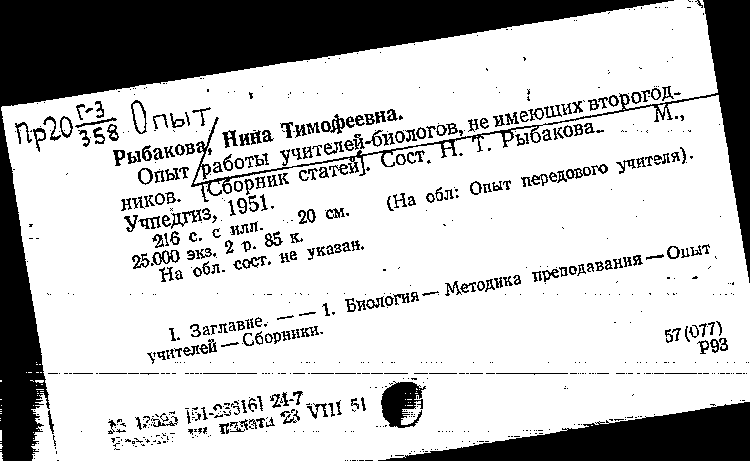 Пр20 Г-3/358 Опыт
Рыбакова, Нина Тимофеевна.
Опыт работы учителей-биологов, не имеющих второгод-
ников. [Сборник статей]. Сост. Н. Т. Рыбакова. М.,
Учпедгиз, 1951.
216 с. с илл. 20 см. (На обл: Опыт передового учителя).
25.000 экз. 2 р. 85 к.
На обл. сост. не указан.
I. Заглавие. — — 1. Биология — Методика преподавания — Опыт
учителей — Сборники.
57(077)
Р93
24-7
палата 23 VIII 51